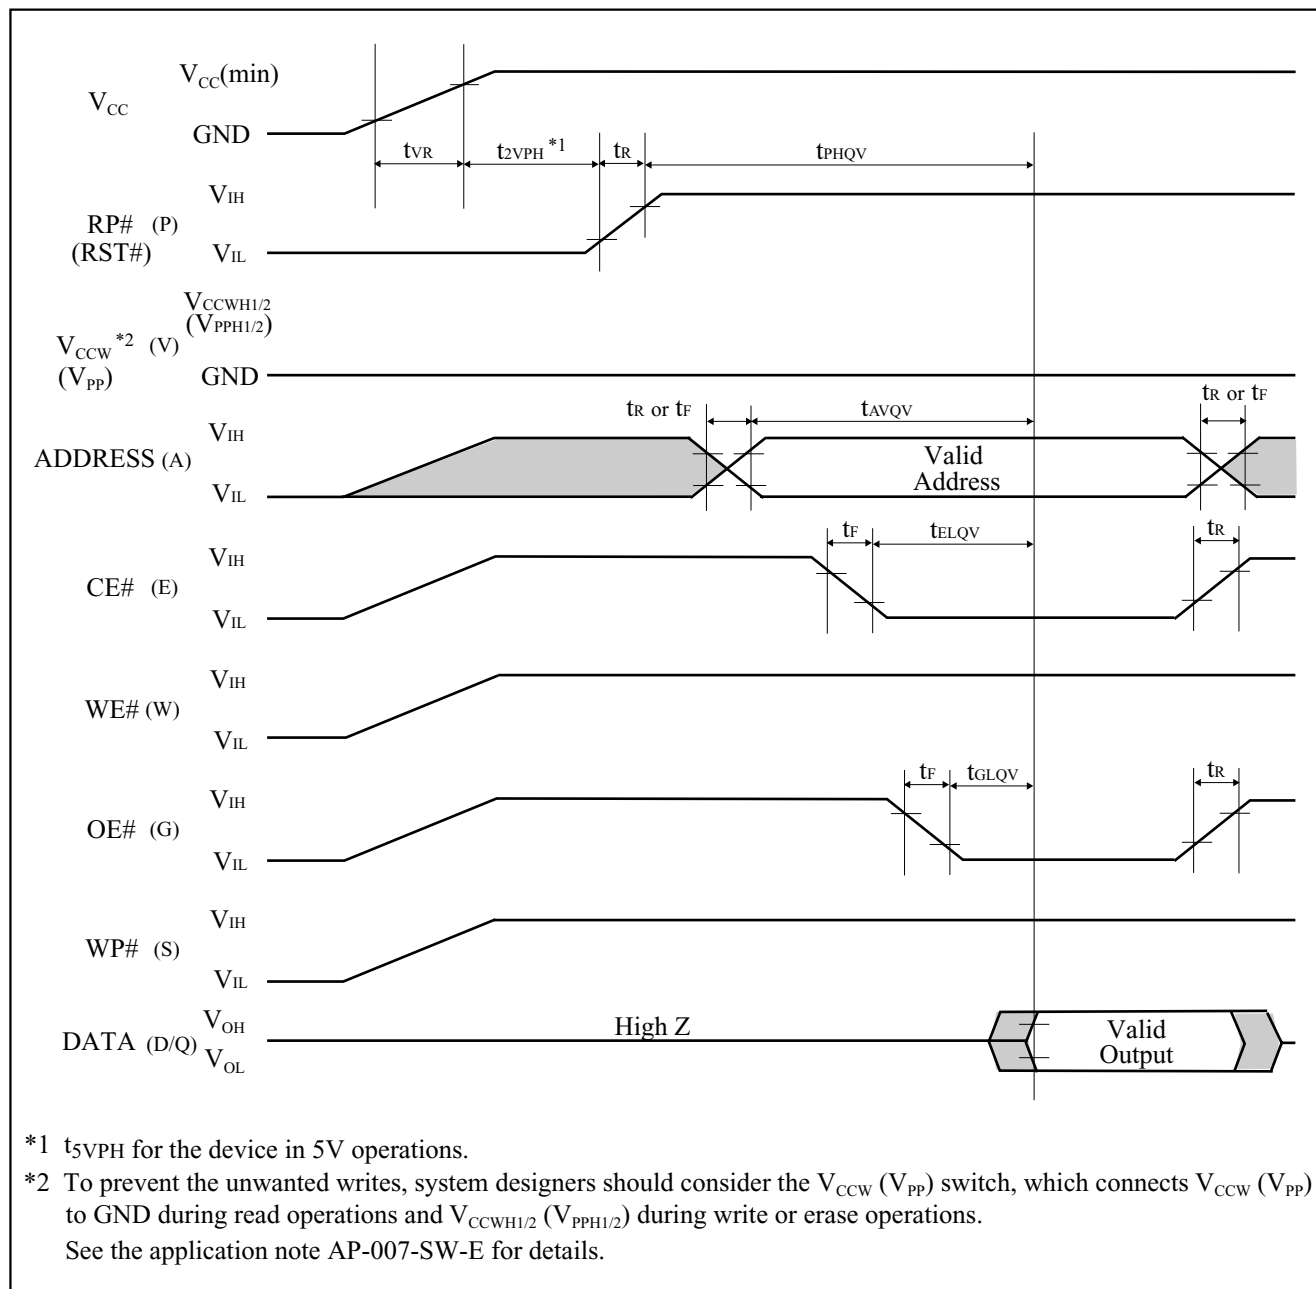 VCC(min)
VCC
GND
tVR
t2VPH *1
tR
tPHQV
VIH
RP# (P)
(RST#)
VIL
VCCWH1/2
(VPPH1/2)
VCCW *2 (V)
(VPP)
GND
tR or tF
tAVQV
tR or tF
VIH
ADDRESS (A)
Valid
Address
VIL
tF
tELQV
tR
VIH
CE# (E)
VIL
VIH
WE# (W)
VIL
tF
tGLQV
tR
VIH
OE# (G)
VIL
VIH
WP# (S)
VIL
VOH
High Z
Valid
Output
DATA (D/Q)
VOL
*1 t5VPH for the device in 5V operations.
*2 To prevent the unwanted writes, system designers should consider the VCCW (VPP) switch, which connects VCCW (VPP)
to GND during read operations and VCCWH1/2 (VPPH1/2) during write or erase operations.
See the application note AP-007-SW-E for details.